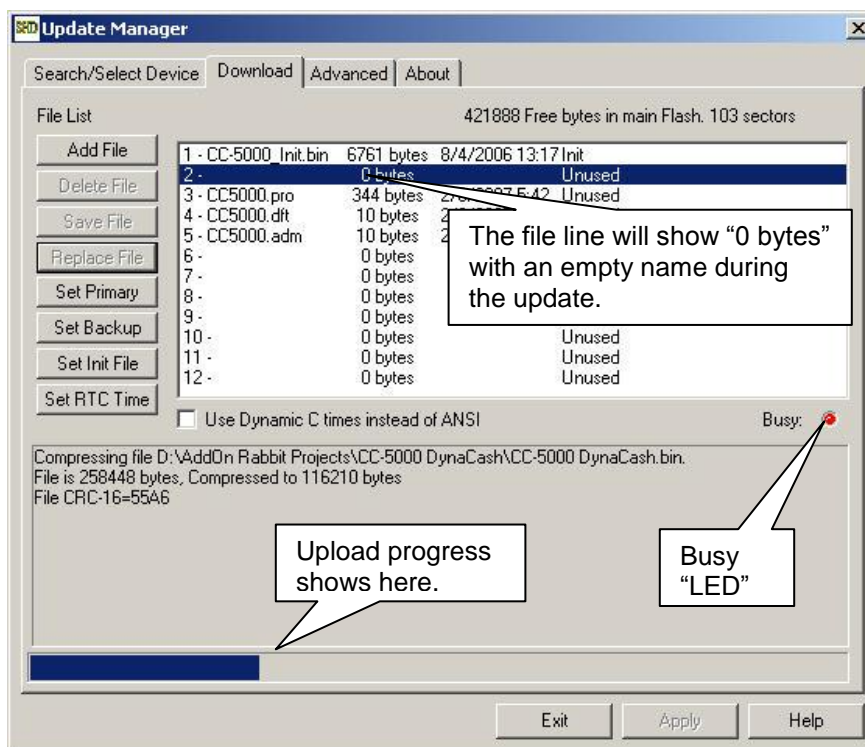 SHD Update Manager
Search/Select Device Download Advanced About
File List 421888 Free bytes in main Flash. 103 sectors
Add File
Delete File
Save File
Replace File
Set Primary
Set Backup
Set Init File
Set RTC Time
1 - CC-5000_Init.bin 6761 bytes 8/4/2006 13:17 Init
2 - 0 bytes Unused
3 - CC5000.pro 344 bytes 5:42 Unused
4 - CC5000.dft 10 bytes
5 - CC5000.adm 10 bytes
6 - 0 bytes
7 - 0 bytes
8 - 0 bytes
9 - 0 bytes
10 - 0 bytes Unused
11 - 0 bytes Unused
12 - 0 bytes Unused
The file line will show “0 bytes”
with an empty name during
the update.
Use Dynamic C times instead of ANSI Busy:
Compressing file D:\AddOn Rabbit Projects\CC-5000 DynaCash\CC-5000 DynaCash.bin.
File is 258448 bytes, Compressed to 116210 bytes
File CRC-16=55A6
Upload progress
shows here.
Busy
“LED”
Exit Apply Help